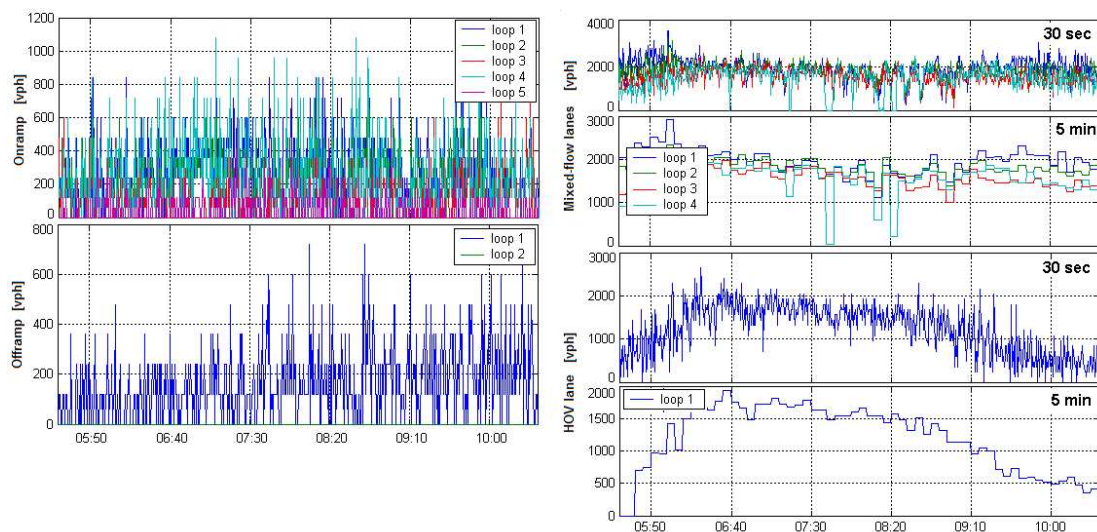 1200
1000
800
600
400
200
0
Onramp [vph]
loop 1
loop 2
loop 3
loop 4
loop 5
800
600
400
200
0
Offramp [vph]
loop 1
loop 2
05:50 06:40 07:30 08:20 09:10 10:00
4000
2000
0
[vph]
30 sec
3000
2000
1000
0
Mixed-flow lanes
5 min
loop 1
loop 2
loop 3
loop 4
3000
2000
1000
0
[vph]
30 sec
2000
1500
1000
500
0
HOV lane
5 min
loop 1
05:50 06:40 07:30 08:20 09:10 10:00